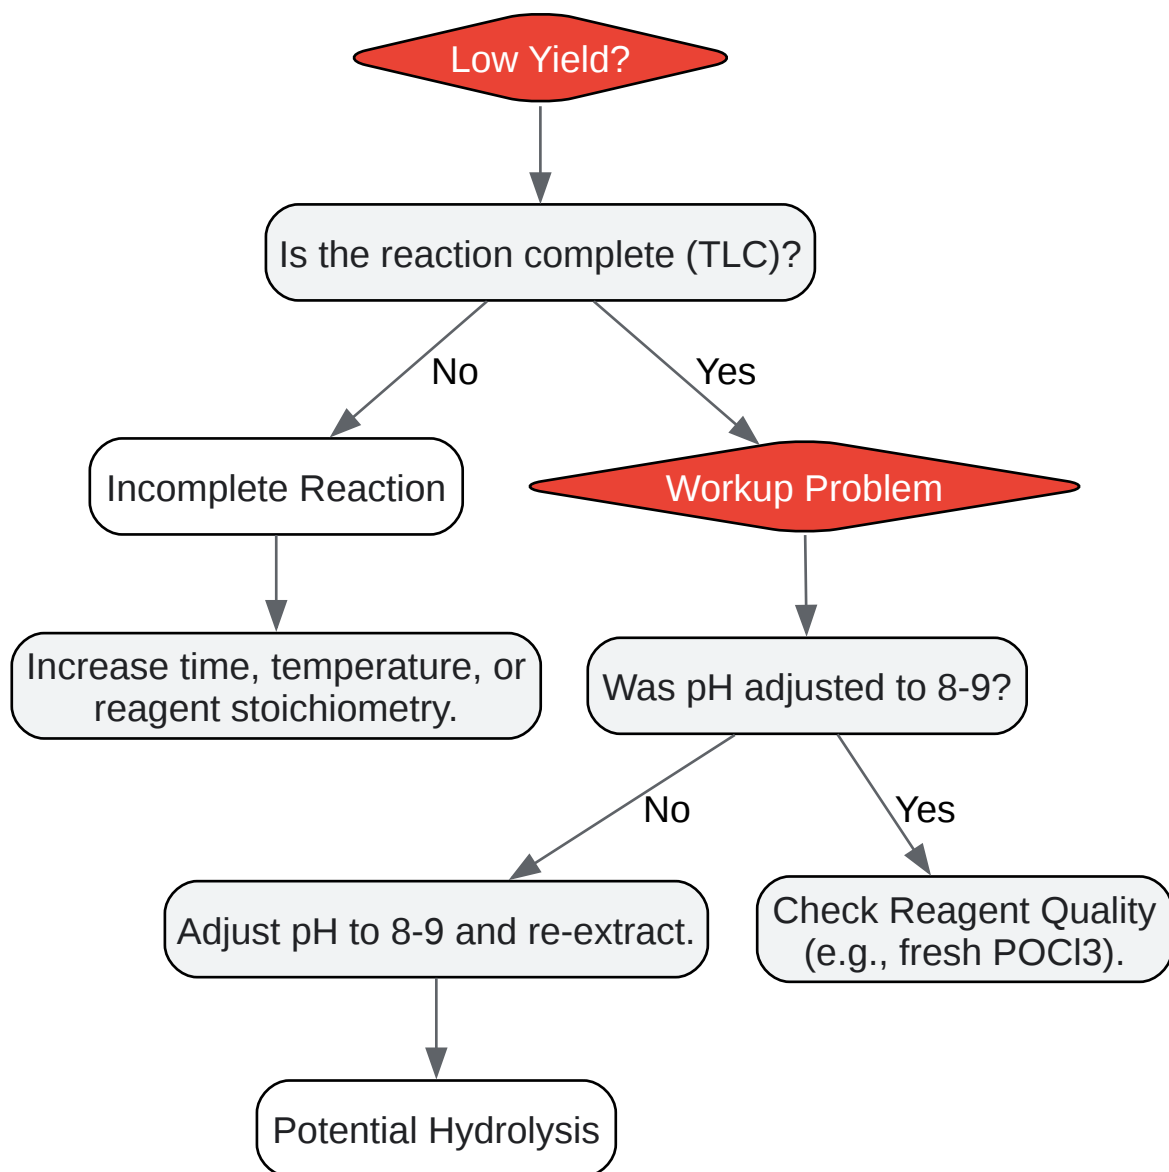 Low Yield?
Is the reaction complete (TLC)?
No
Yes
Incomplete Reaction
Workup Problem
Increase time, temperature, or
reagent stoichiometry.
Was pH adjusted to 8-9?
No
Yes
Adjust pH to 8-9 and re-extract.
Check Reagent Quality
(e.g., fresh POCl3).
Potential Hydrolysis